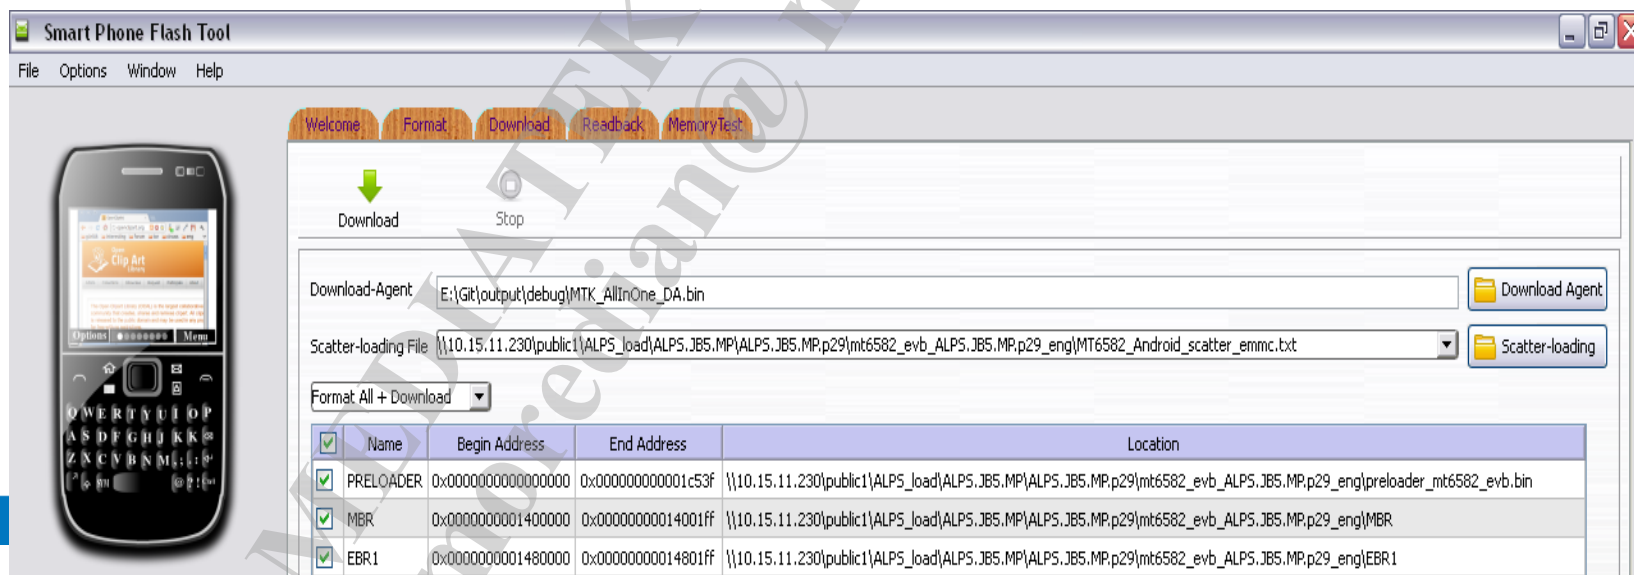 Smart Phone Flash Tool
File Options Window Help
Welcome Format Download Readback MemoryTest
Download Stop
Download-Agent E:\Git\output\debug\MTK_AllInOne_DA.bin Download Agent
Scatter-loading File \\10.15.11.230\public1\ALPS_load\ALPS.JB5.MP\ALPS.JB5.MP.p29\mt6582_evb_ALPS.JB5.MP.p29_eng\MT6582_Android_scatter_emmc.txt Scatter-loading
Format All + Download
Name Begin Address End Address Location
PRELOADER 0x0000000000000000 0x000000000001c53f \\10.15.11.230\public1\ALPS_load\ALPS.JB5.MP\ALPS.JB5.MP.p29\mt6582_evb_ALPS.JB5.MP.p29_eng\preloader_mt6582_evb.bin
MBR 0x0000000001400000 0x00000000014001ff \\10.15.11.230\public1\ALPS_load\ALPS.JB5.MP\ALPS.JB5.MP.p29\mt6582_evb_ALPS.JB5.MP.p29_eng\MBR
EBR1 0x0000000001480000 0x00000000014801ff \\10.15.11.230\public1\ALPS_load\ALPS.JB5.MP\ALPS.JB5.MP.p29\mt6582_evb_ALPS.JB5.MP.p29_eng\EBR1
Clip Art
Options Menu
Q W E R T Y U I O P
A S D F G H J K K
Z X C V B N M
MEDIATEK
moredian@